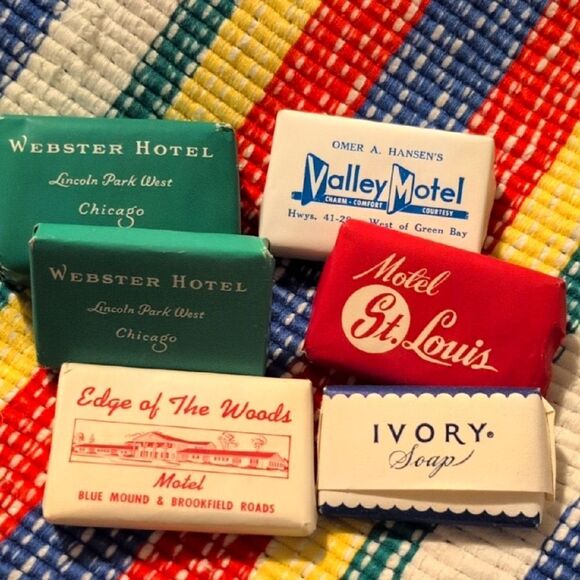 WEBSTER HOTEL
Lincoln Park West
Chicago
OMER A. HANSEN'S
Valley Motel
CHARM - COMFORT COURTESY
Hwys. 41-29 West of Green Bay
WEBSTER HOTEL
Lincoln Park West
Chicago
Motel
St. Louis
Edge of The Woods
Motel
BLUE MOUND & BROOKFIELD ROADS
IVORY®
Soap